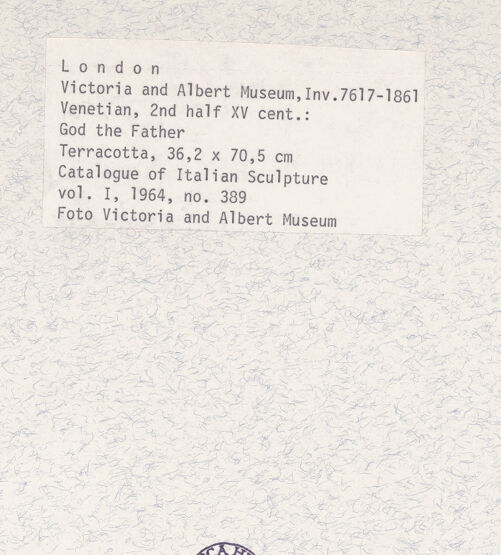 L o n d o n
Victoria and Albert Museum,Inv.7617-1861
Venetian, 2nd half XV cent.:
God the Father
Terracotta, 36,2 x 70,5 cm
Catalogue of Italian Sculpture
vol. I, 1964, no. 389
Foto Victoria and Albert Museum